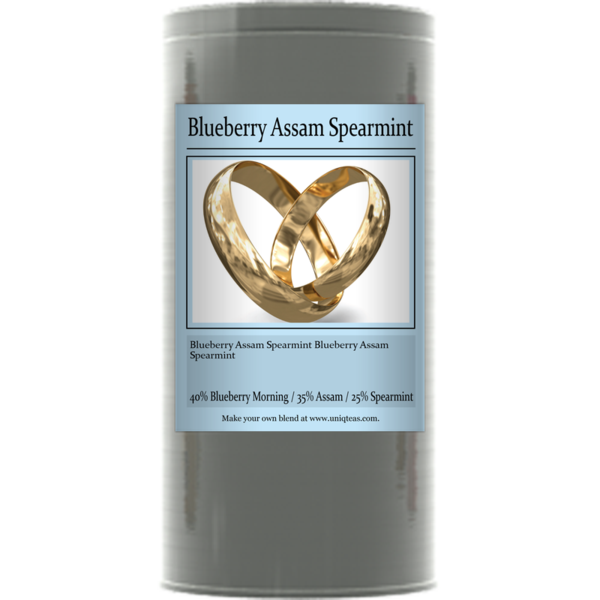 Blueberry Assam Spearmint
Blueberry Assam Spearmint Blueberry Assam
Spearmint
40% Blueberry Morning / 35% Assam / 25% Spearmint
Make your own blend at www.uniqteas.com.